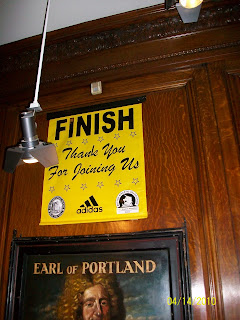 FINISH
Thank You
For Joining Us
adidas
EARL OF PORTLAND
04/14/2010